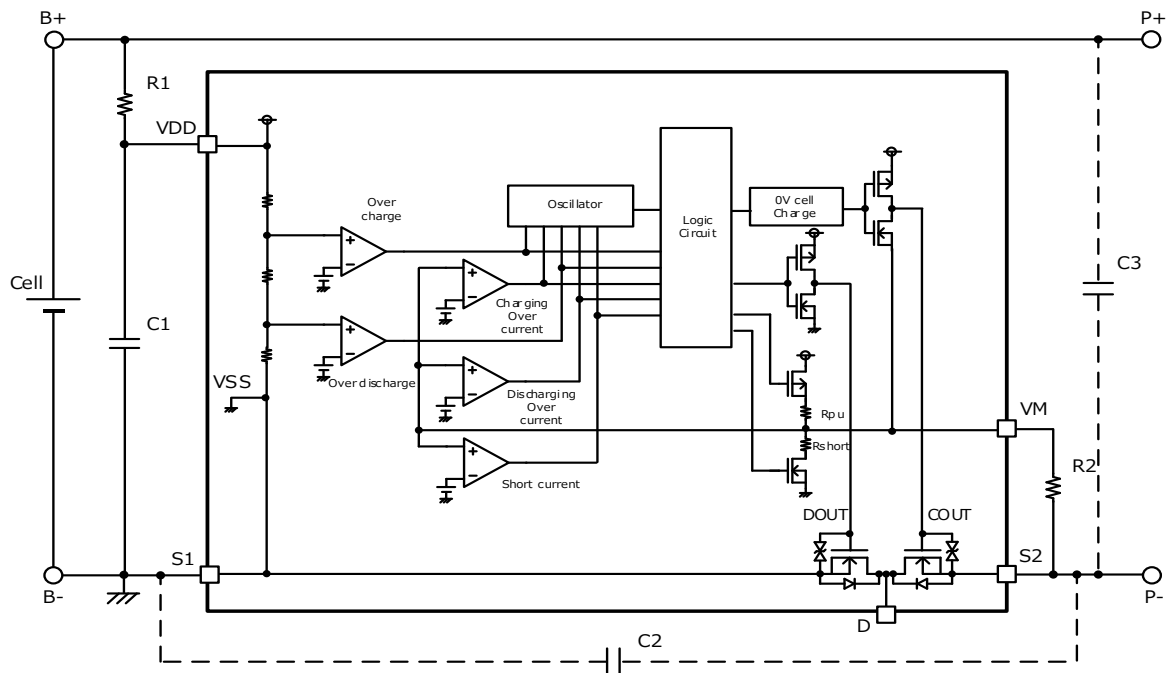 B+
P+
R1
VDD
Over
charge
Oscillator
Logic
Circuit
0V cell
Charge
Cell
C3
Charging
Over
current
C1
VSS
Over discharge
Discharging
Over
current
Rpu
VM
Rshort
R2
Short current
DOUT
COUT
S1
S2
B-
P-
D
C2
+
−
+
−
+
−
+
−
+
−